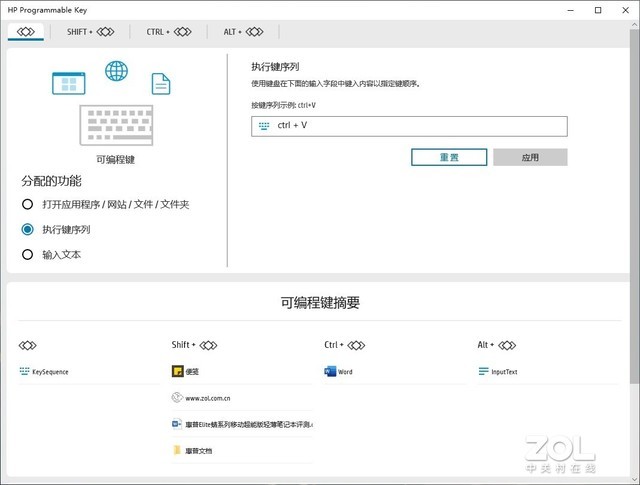 HP Programmable Key
SHIFT +
CTRL +
ALT +
可编程键
分配的功能
打开应用程序 / 网站 / 文件 / 文件夹
执行键序列
输入文本
执行键序列
使用键盘在下面的输入字段中键入内容以指定键顺序。
按键序列示例: ctrl+V
ctrl + V
重置
应用
可编程键摘要
Shift +
Ctrl +
Alt +
KeySequence
便签
Word
InputText
www.zol.com.cn
惠普Elite蜻系列移动超能版轻薄笔记本评测.
惠普文档
ZOL
中关村在线